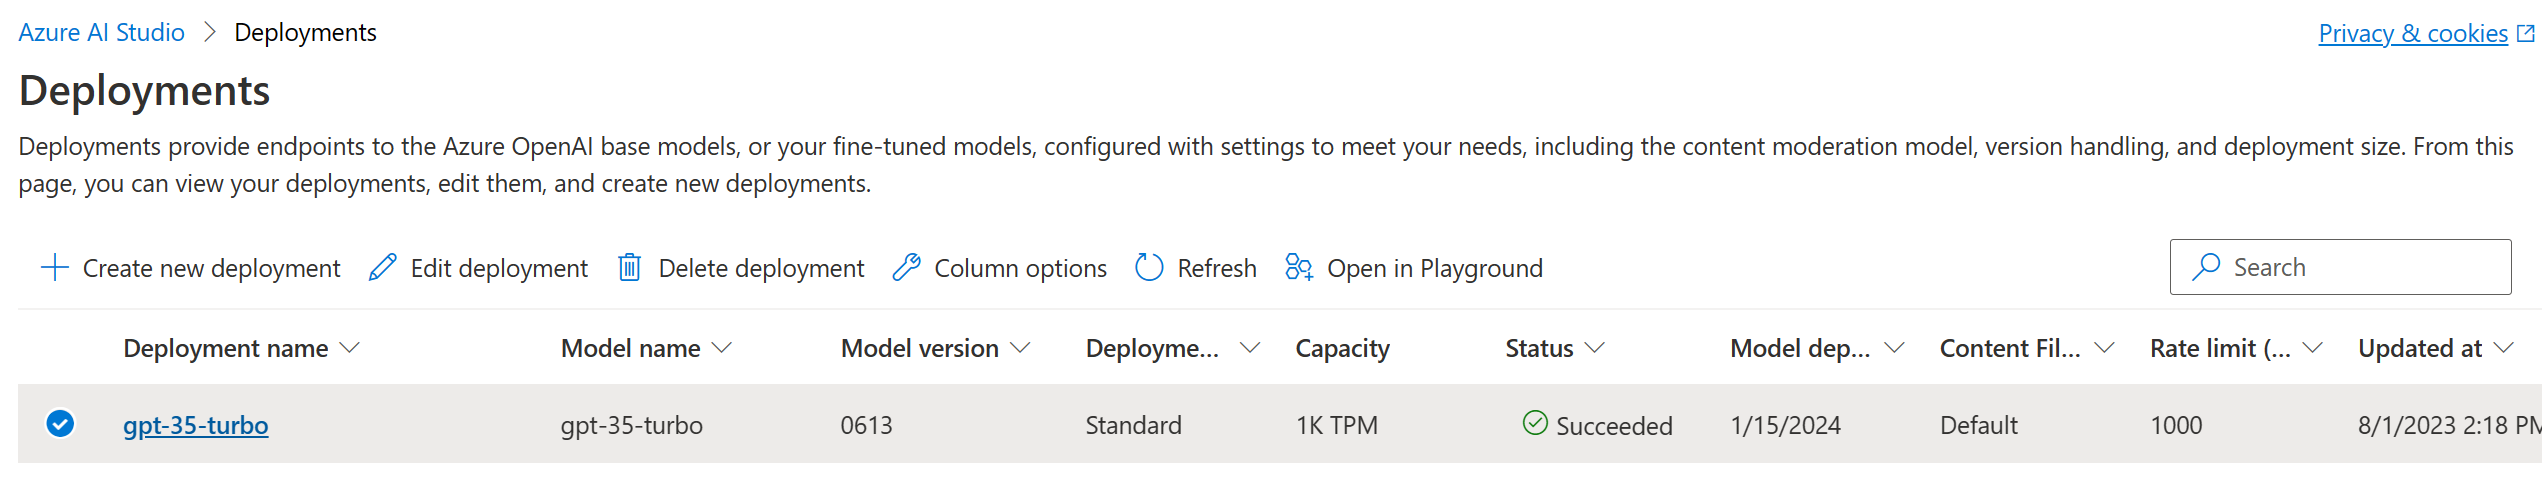 Azure AI Studio > Deployments
Privacy & cookies
Deployments
Deployments provide endpoints to the Azure OpenAI base models, or your fine-tuned models, configured with settings to meet your needs, including the content moderation model, version handling, and deployment size. From this
page, you can view your deployments, edit them, and create new deployments.
Create new deployment Edit deployment Delete deployment Column options Refresh Open in Playground Search
Deployment name Model name Model version Deployme... Capacity Status Model dep... Content Fil... Rate limit (... Updated at
gpt-35-turbo gpt-35-turbo 0613 Standard 1K TPM Succeeded 1/15/2024 Default 1000 8/1/2023 2:18 PM